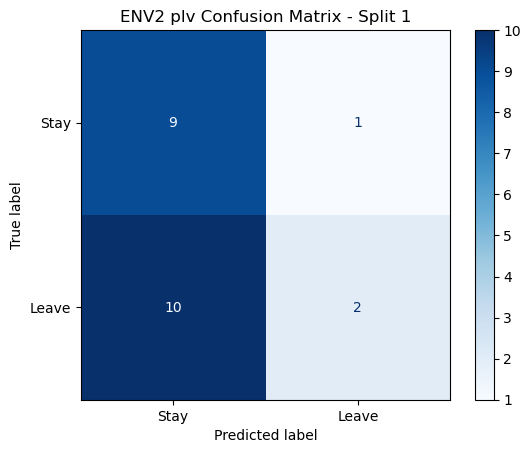 ENV2 plv Confusion Matrix - Split 1
True label
Stay
9
1
Leave
10
2
Stay Leave
Predicted label
10
9
8
7
6
5
4
3
2
1